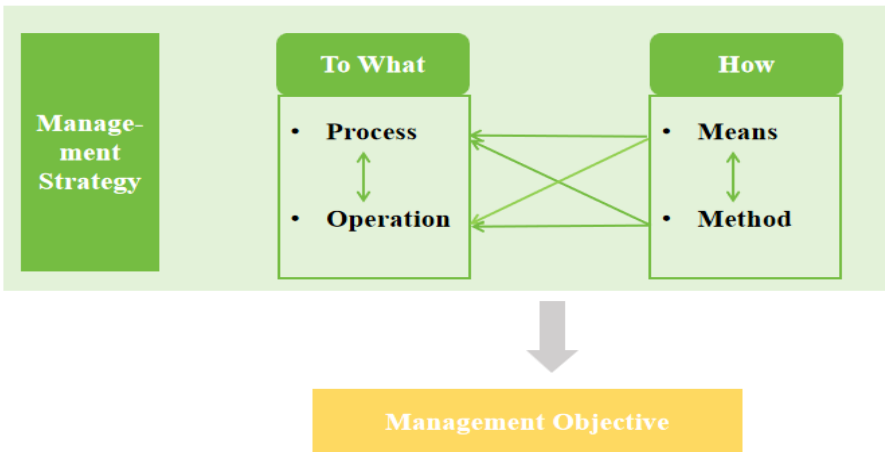 To What
How
Manage-
ment
Strategy
• Process
• Operation
• Means
• Method
Management Objective